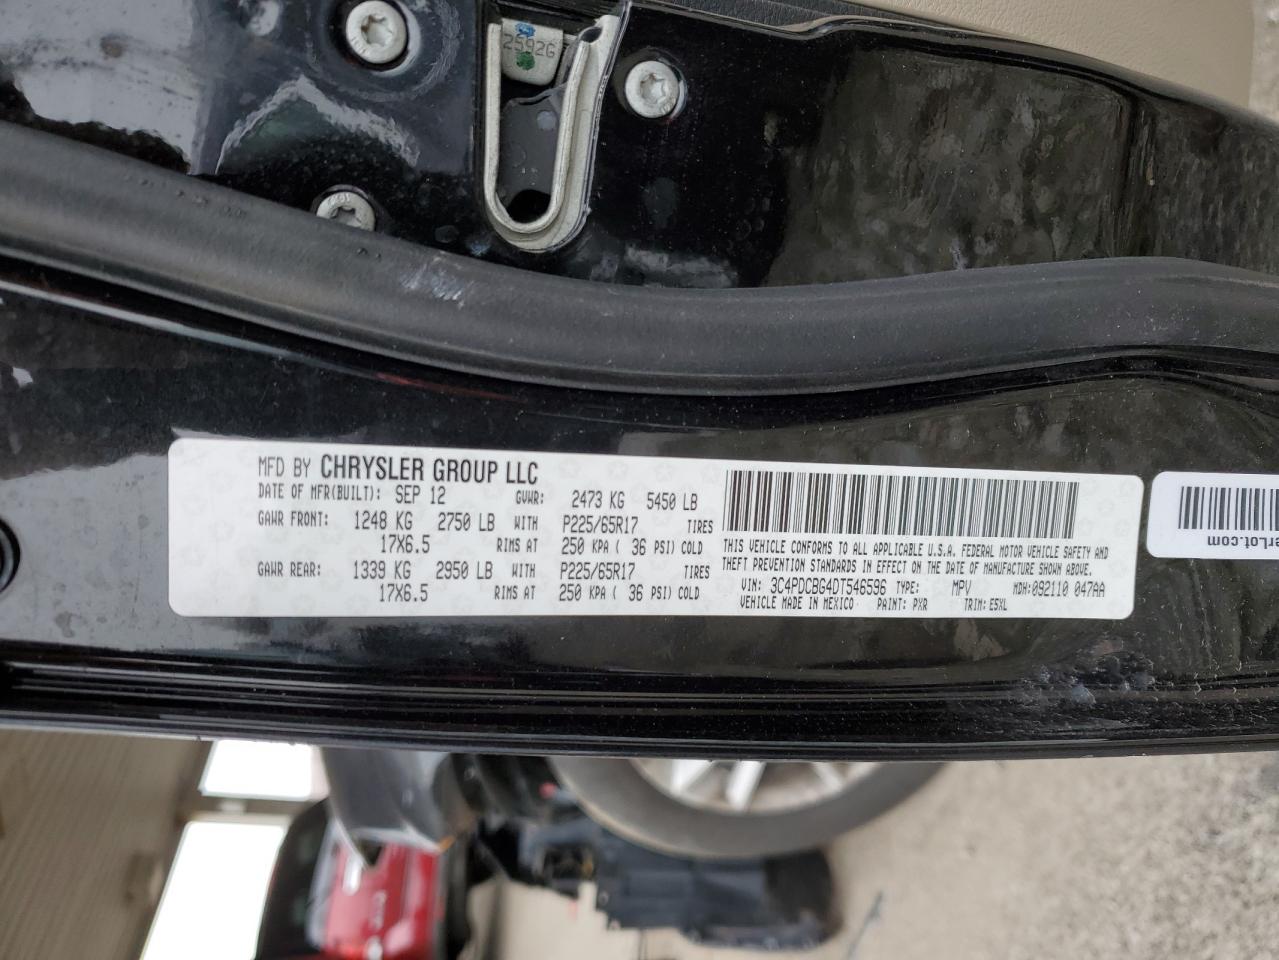 2592G
MFD BY CHRYSLER GROUP LLC
DATE OF MFR(BUILT): SEP 12 GVWR: 2473 KG 5450 LB
GAWR FRONT: 1248 KG 2750 LB WITH P225/65R17 TIRES
17X6.5 RIMS AT 250 KPA ( 36 PSI) COLD
GAWR REAR: 1339 KG 2950 LB WITH P225/65R17 TIRES
17X6.5 RIMS AT 250 KPA ( 36 PSI) COLD
THIS VEHICLE CONFORMS TO ALL APPLICABLE U.S.A. FEDERAL MOTOR VEHICLE SAFETY AND
THEFT PREVENTION STANDARDS IN EFFECT ON THE DATE OF MANUFACTURE SHOWN ABOVE.
VIN: 3C4PDCBG4DT546596 TYPE: MPV MDH:092110 047AA
VEHICLE MADE IN MEXICO PAINT: PXR TRIM: E5XL
erLot.com